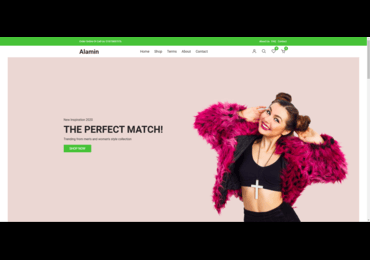 Alamin
Home Shop Terms About Contact
New Inspiration 2020
THE PERFECT MATCH!
Trending from men's and women's style collection
SHOP NOW